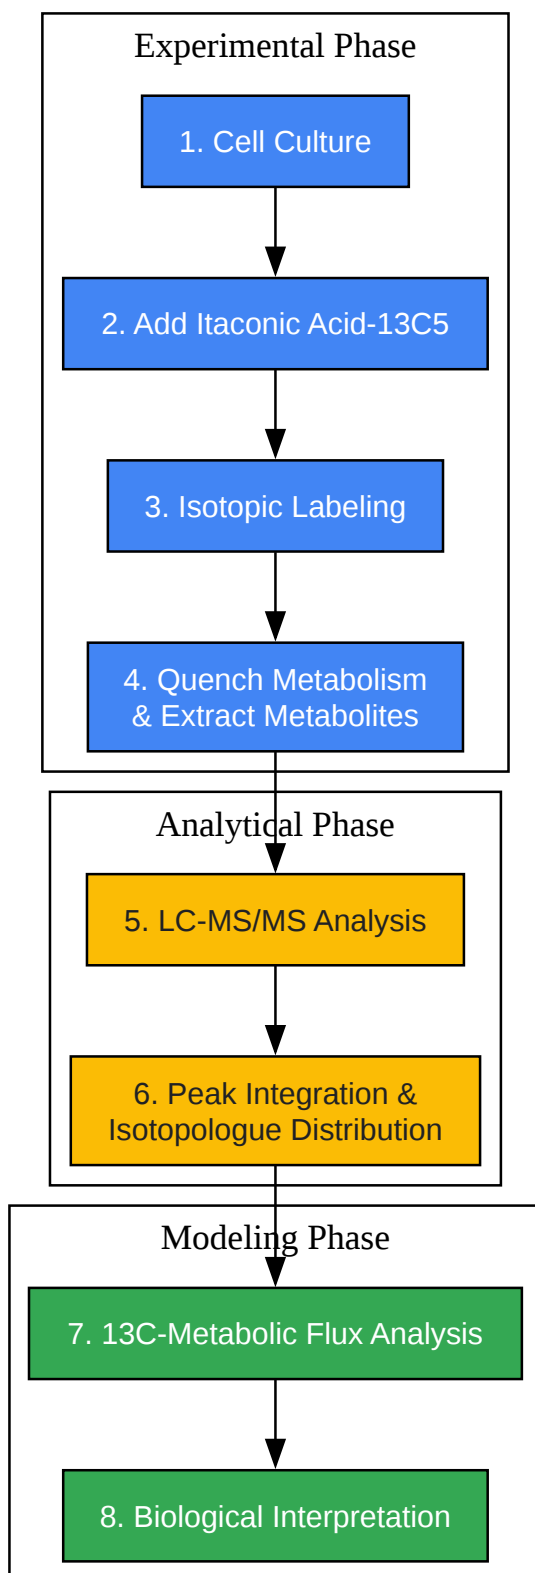 Experimental Phase
1. Cell Culture
2. Add Itaconic Acid-13C5
3. Isotopic Labeling
4. Quench Metabolism
& Extract Metabolites
Analytical Phase
5. LC-MS/MS Analysis
6. Peak Integration &
Isotopologue Distribution
Modeling Phase
7. 13C-Metabolic Flux Analysis
8. Biological Interpretation